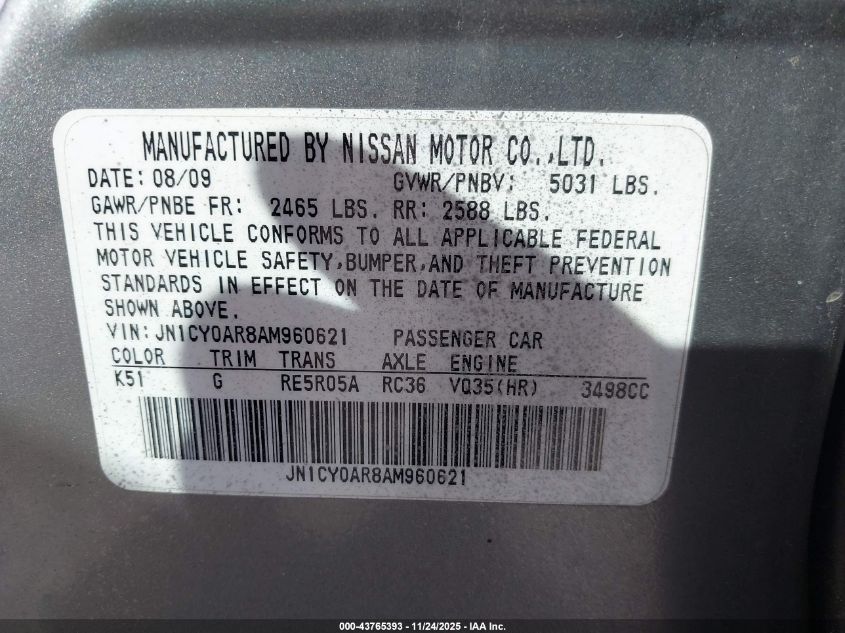 MANUFACTURED BY NISSAN MOTOR CO.,LTD.
DATE: 08/09 GVWR/PNBV: 5031 LBS.
GAWR/PNBE FR: 2465 LBS. RR: 2588 LBS.
THIS VEHICLE CONFORMS TO ALL APPLICABLE FEDERAL
MOTOR VEHICLE SAFETY,BUMPER,AND THEFT PREVENTION
STANDARDS IN EFFECT ON THE DATE OF MANUFACTURE
SHOWN ABOVE.
VIN:JN1CY0AR8AM960621 PASSENGER CAR
COLOR TRIM TRANS AXLE ENGINE
K51 G RE5R05A RC36 VQ35(HR) 3498CC
JN1CY0AR8AM960621
000-43765393 - 11/24/2025 - IAA Inc.